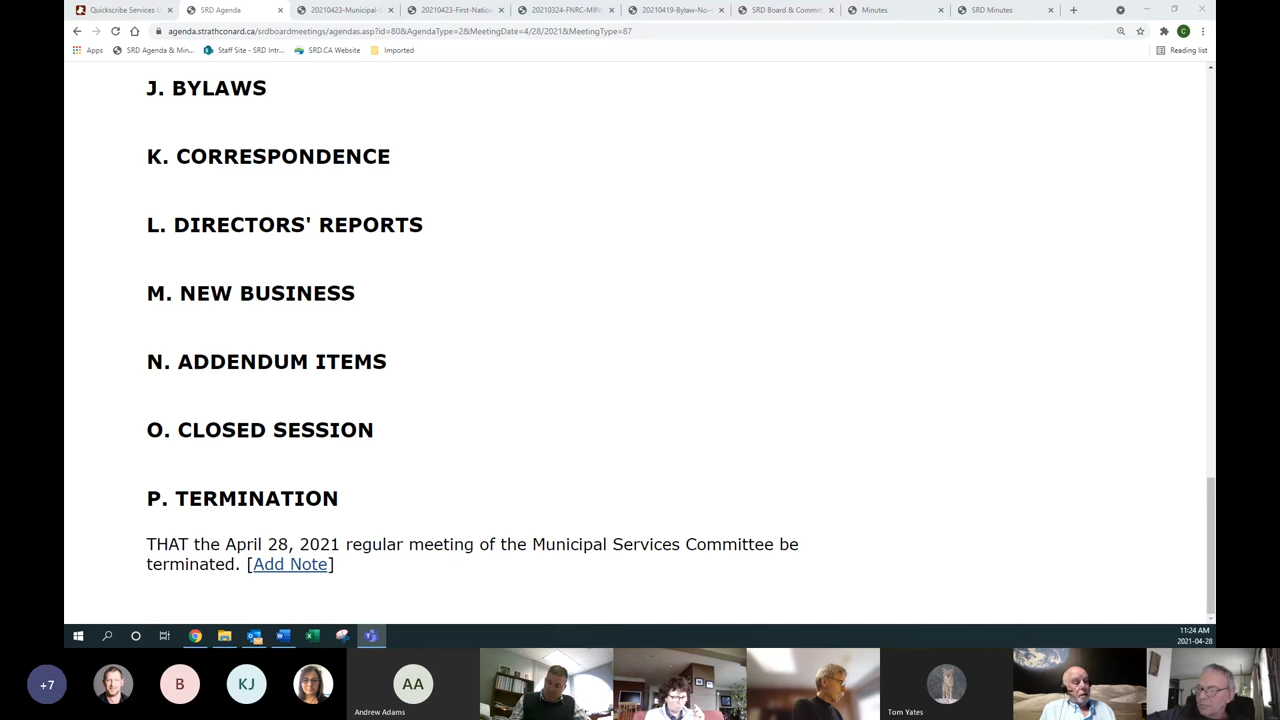 Quickscribe Services L
SRD Agenda
20210423-Municipal-S
20210423-First-Nation
20210324-FNRC-MIN
20210419-Bylaw-No-
SRD Board & Committ
Minutes
SRD Minutes
agenda.strathconard.ca/srdboardmeetings/agendas.asp?id=80&AgendaType=2&MeetingDate=4/28/2021&MeetingType=87
Apps
SRD Agenda & Min...
Staff Site - SRD Intr...
SRD.CA Website
Imported
Reading list
J. BYLAWS
K. CORRESPONDENCE
L. DIRECTORS' REPORTS
M. NEW BUSINESS
N. ADDENDUM ITEMS
O. CLOSED SESSION
P. TERMINATION
THAT the April 28, 2021 regular meeting of the Municipal Services Committee be
terminated. [Add Note]
11:24 AM
2021-04-28
+7
B
KJ
AA
Andrew Adams
Tom Yates